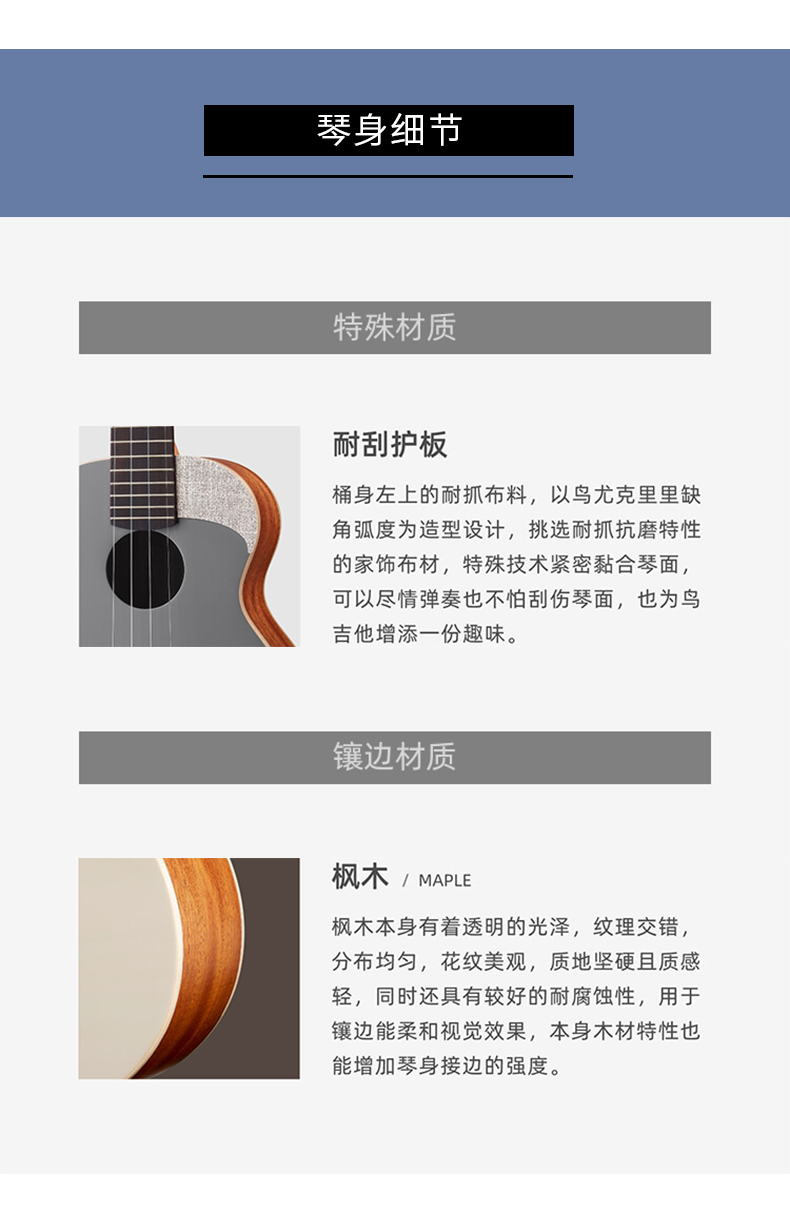 琴身细节
特殊材质
耐刮护板
桶身左上的耐抓布料，以鸟尤克里里缺
角弧度为造型设计，挑选耐抓抗磨特性
的家饰布材，特殊技术紧密黏合琴面，
可以尽情弹奏也不怕刮伤琴面，也为鸟
吉他增添一份趣味。
镶边材质
枫木 / MAPLE
枫木本身有着透明的光泽，纹理交错，
分布均匀，花纹美观，质地坚硬且质感
轻，同时还具有较好的耐腐蚀性，用于
镶边能柔和视觉效果，本身木材特性也
能增加琴身接边的强度。